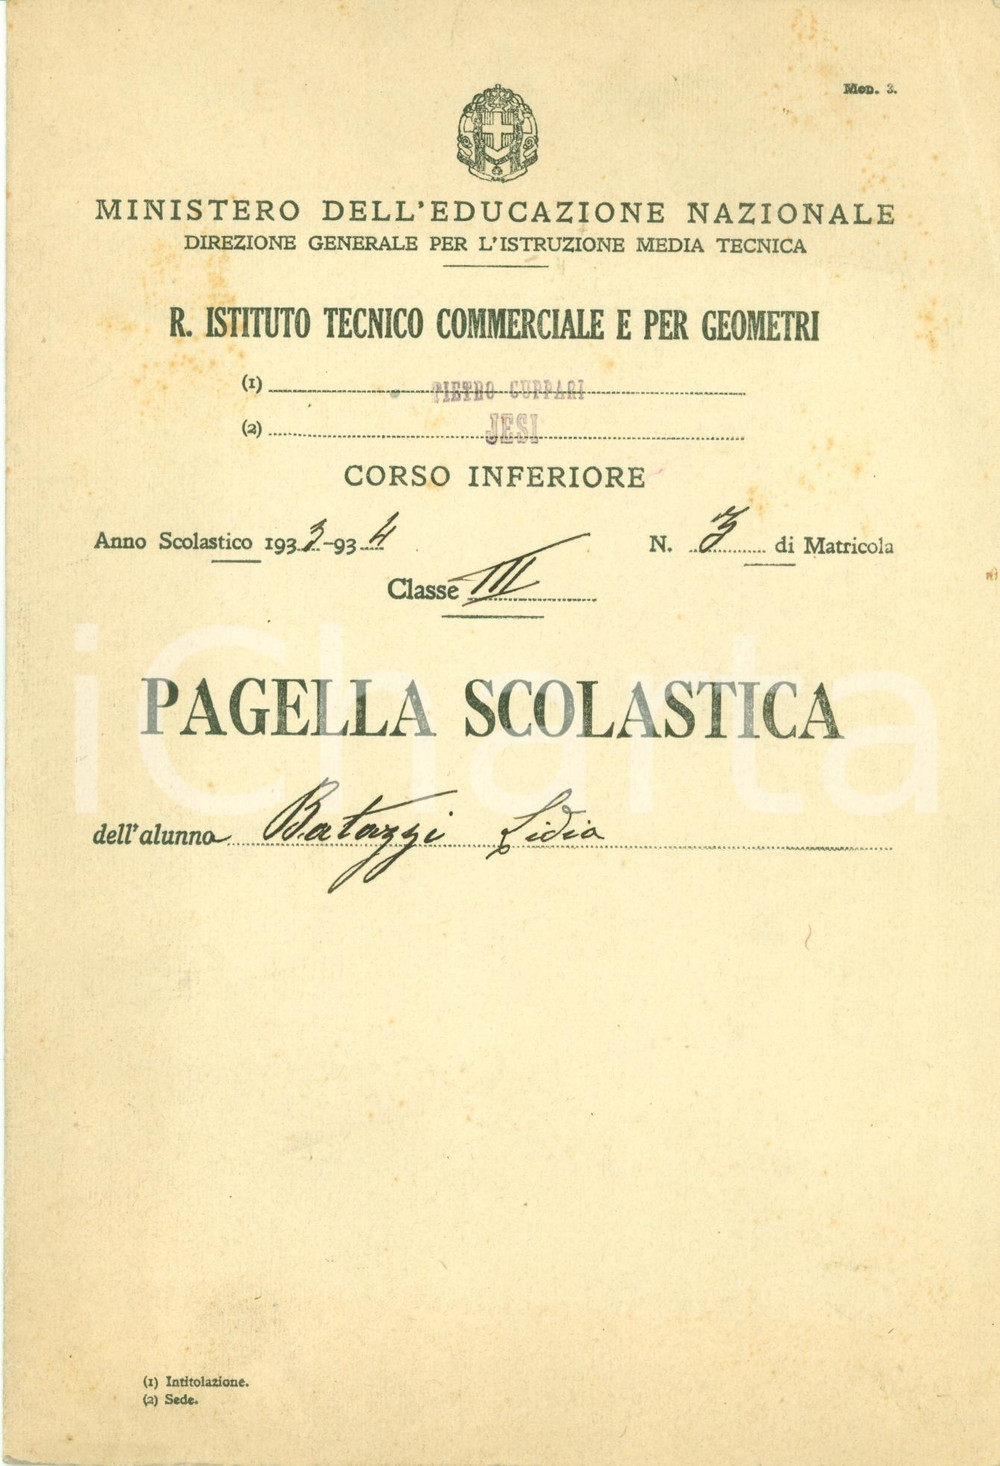 Mod. 3.
MINISTERO DELL'EDUCAZIONE NAZIONALE
DIREZIONE GENERALE PER L'ISTRUZIONE MEDIA TECNICA
R. ISTITUTO TECNICO COMMERCIALE E PER GEOMETRI
(1) PIETRO CUPPARI
(2) JESI
CORSO INFERIORE
Anno Scolastico 1933-934 N. 3 di Matricola
Classe III
iCharta
PAGELLA SCOLASTICA
dell'alunna Batazzi Lidia
(1) Intitolazione.
(2) Sede.